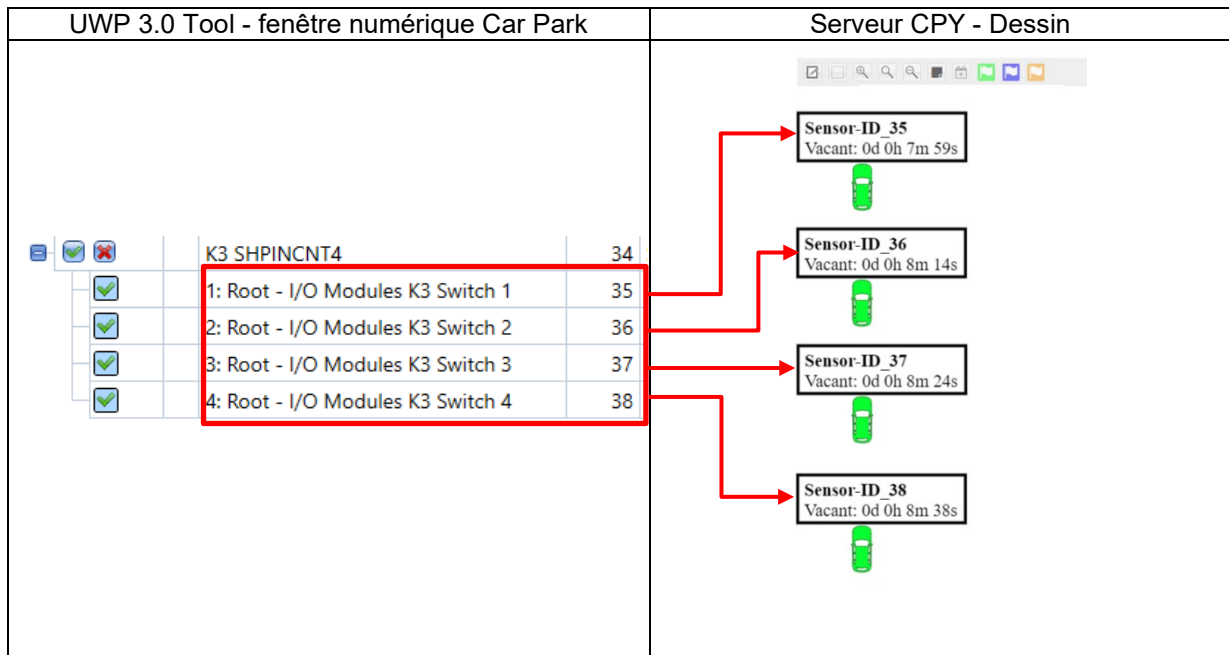 UWP 3.0 Tool - fenêtre numérique Car Park
Serveur CPY - Dessin
K3 SHPINCNT4 34
1: Root - I/O Modules K3 Switch 1 35
2: Root - I/O Modules K3 Switch 2 36
3: Root - I/O Modules K3 Switch 3 37
4: Root - I/O Modules K3 Switch 4 38
Sensor-ID_35
Vacant: 0d 0h 7m 59s
Sensor-ID_36
Vacant: 0d 0h 8m 14s
Sensor-ID_37
Vacant: 0d 0h 8m 24s
Sensor-ID_38
Vacant: 0d 0h 8m 38s